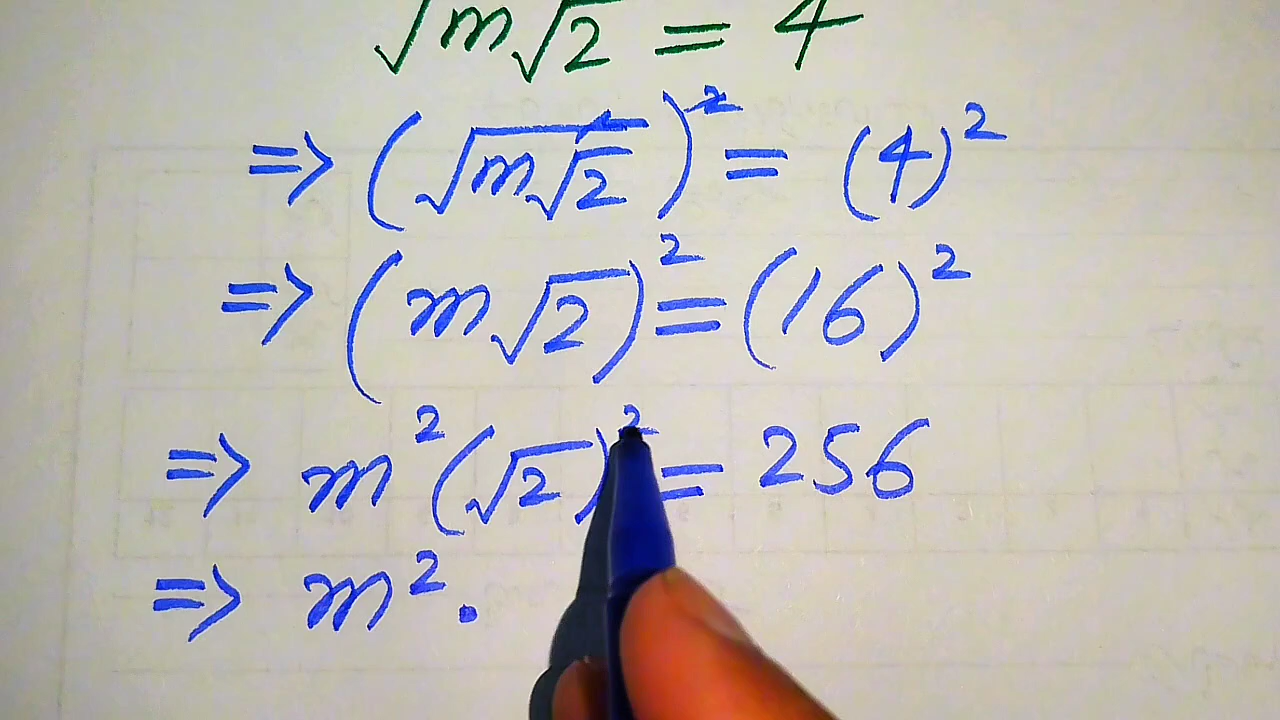 √m√2 = 4
⇒ (√m√2)² = (4)²
⇒ (m√2)² = (16)²
⇒ m²(√2)² = 256
⇒ m² .